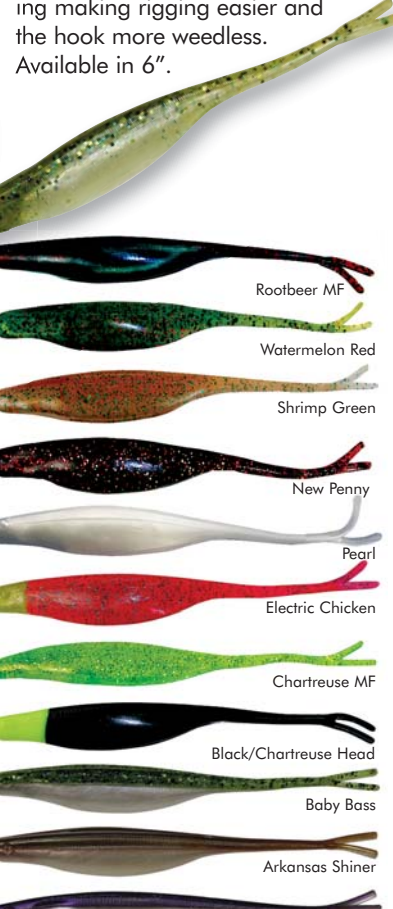 ing making rigging easier and
the hook more weedless.
Available in 6”.
Rootbeer MF
Watermelon Red
Shrimp Green
New Penny
Pearl
Electric Chicken
Chartreuse MF
Black/Chartreuse Head
Baby Bass
Arkansas Shiner